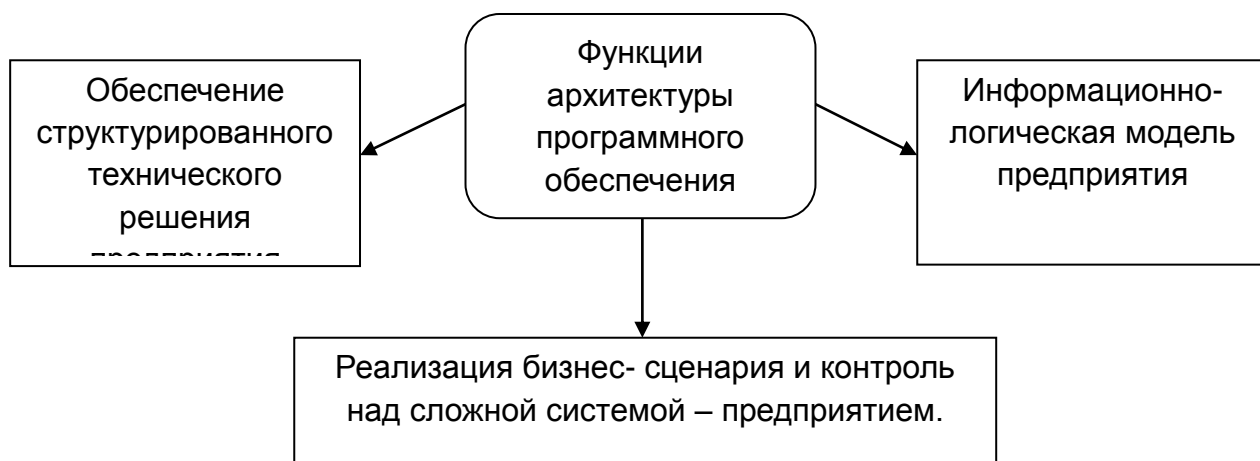 Функции
архитектуры
программного
обеспечения
Обеспечение
структурированного
технического
решения
предприятия
Информационно-
логическая модель
предприятия
Реализация бизнес- сценария и контроль
над сложной системой – предприятием.